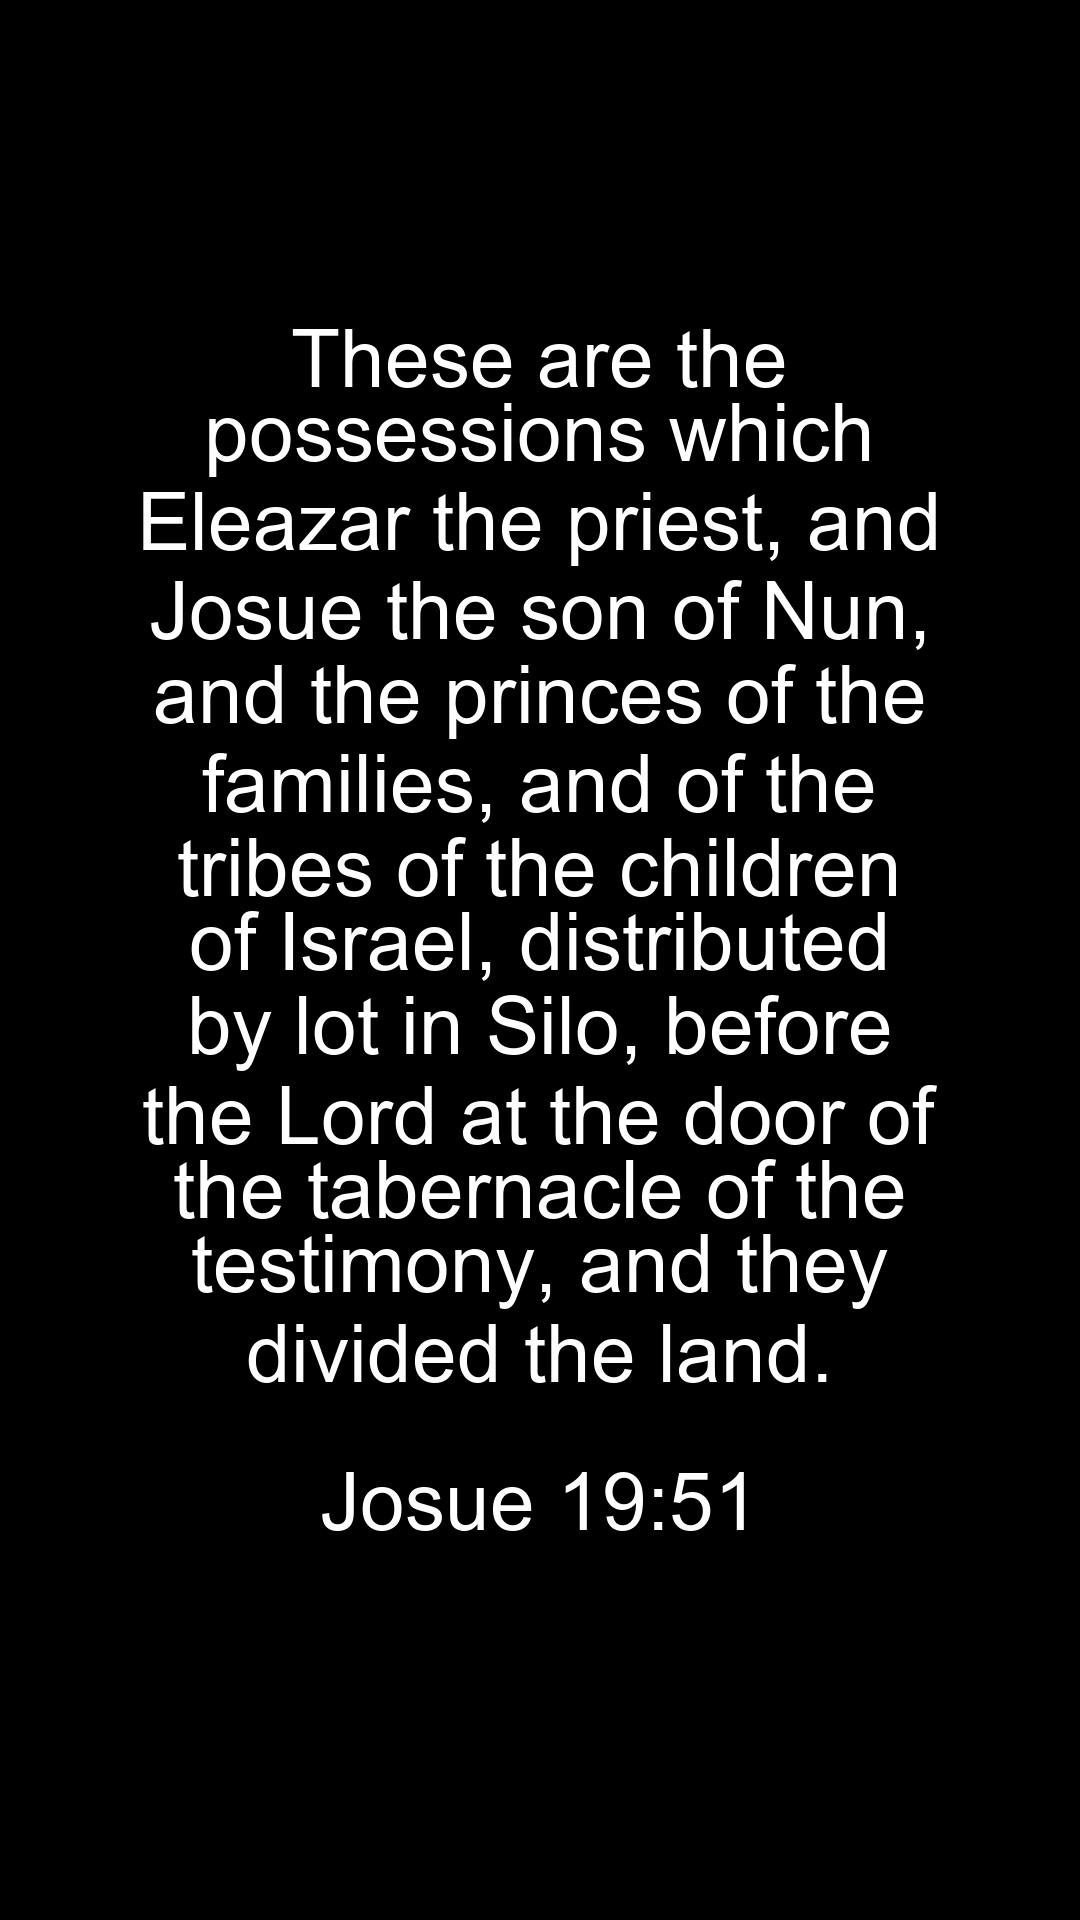 These are the
possessions which
Eleazar the priest, and
Josue the son of Nun,
and the princes of the
families, and of the
tribes of the children
of Israel, distributed
by lot in Silo, before
the Lord at the door of
the tabernacle of the
testimony, and they
divided the land.
Josue 19:51